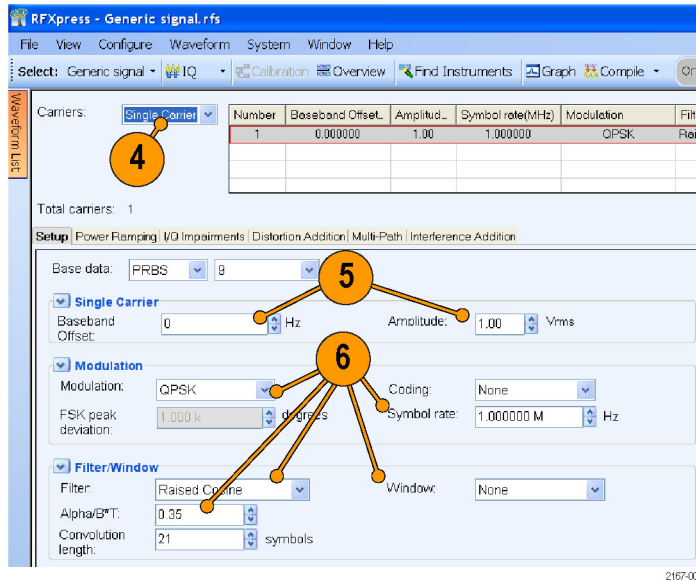 RFXpress - Generic signal.rfs
File View Configure Waveform System Window Help
Select: Generic signal IQ Calibration Overview Find Instruments Graph Compile On
Waveform List
Carriers: Single Carrier
Number Baseband Offset.. Amplitud.. Symbol rate(MHz) Modulation Filt
1 0.000000 1.00 1.000000 QPSK Rai
4
Total carriers: 1
Setup Power Ramping I/Q Impairments Distortion Addition Multi-Path Interference Addition
Base data: PRBS 9
5
Single Carrier
Baseband Offset: 0 Hz Amplitude: 1.00 Vrms
6
Modulation
Modulation: QPSK Coding: None
FSK peak deviation: 1.000 k degrees Symbol rate: 1.000000 M Hz
Filter/Window
Filter: Raised Cosine Window: None
Alpha/B*T: 0.35
Convolution length: 21 symbols